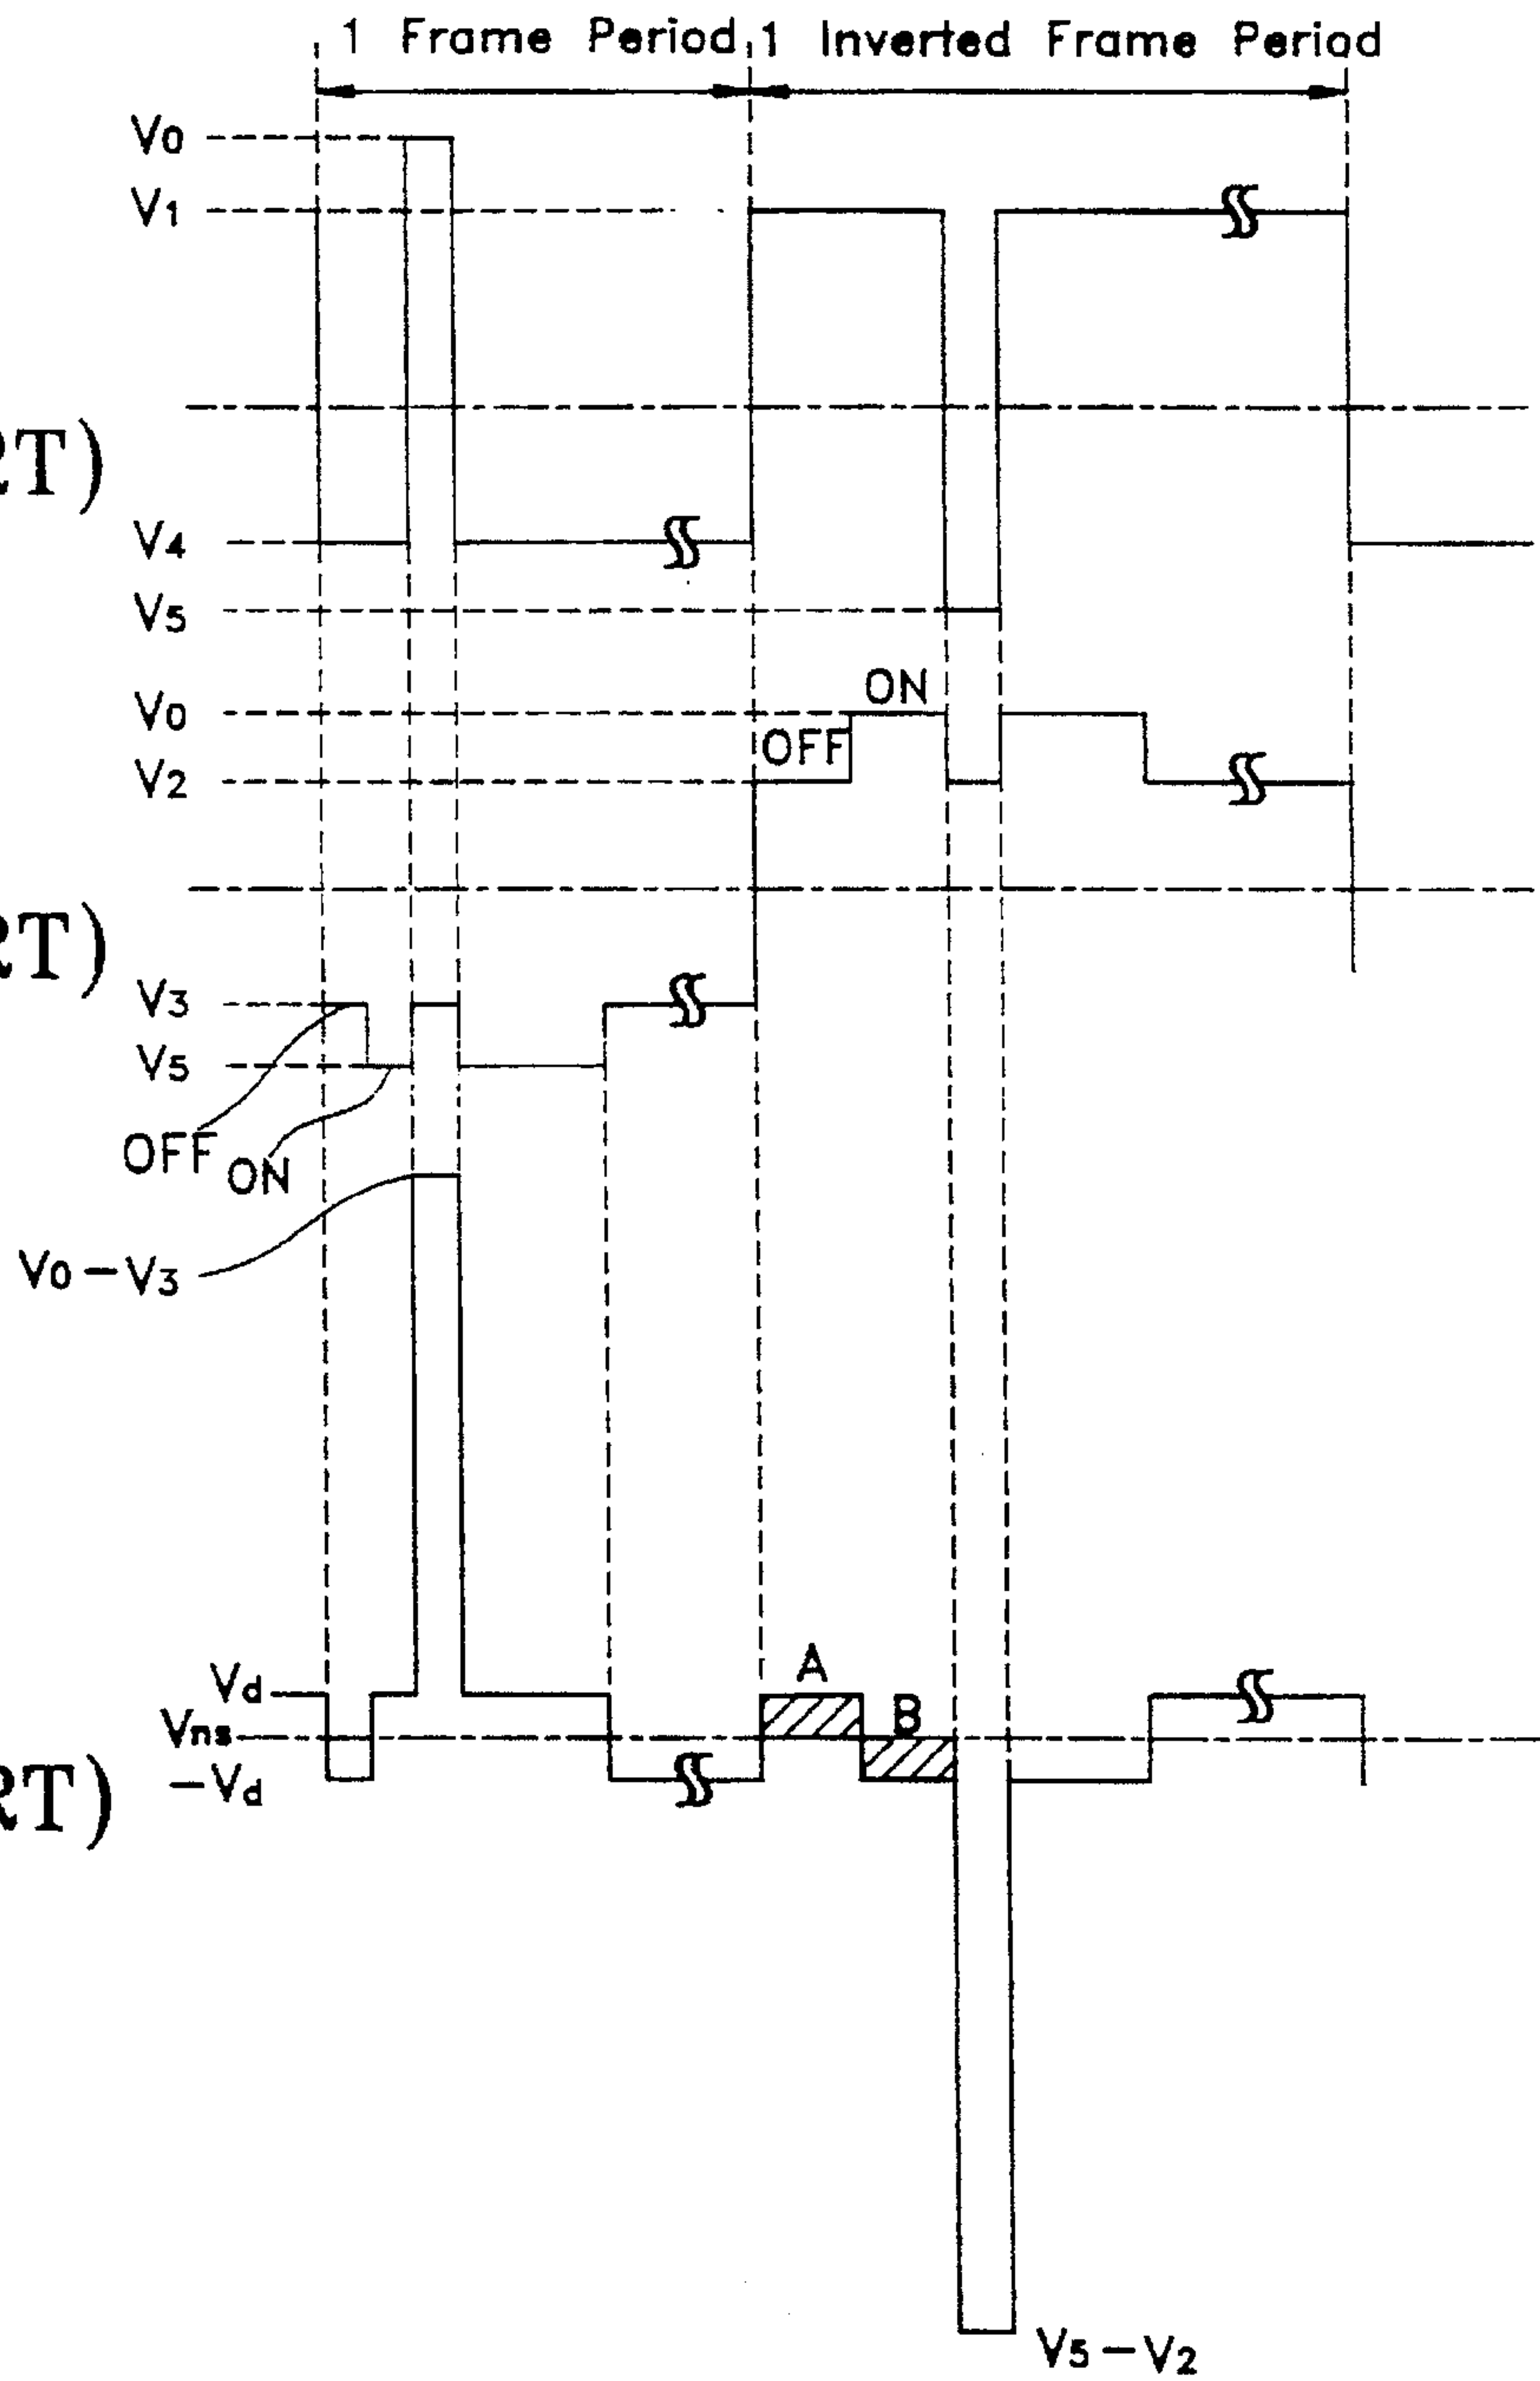 1 Frame Period
1 Inverted Frame Period
V0
V1
RT)
V4
V5
V0
ON
OFF
V2
RT)
V3
V5
OFF
ON
V0-V3
A
Vd
B
Vns
-Vd
RT)
V5-V2